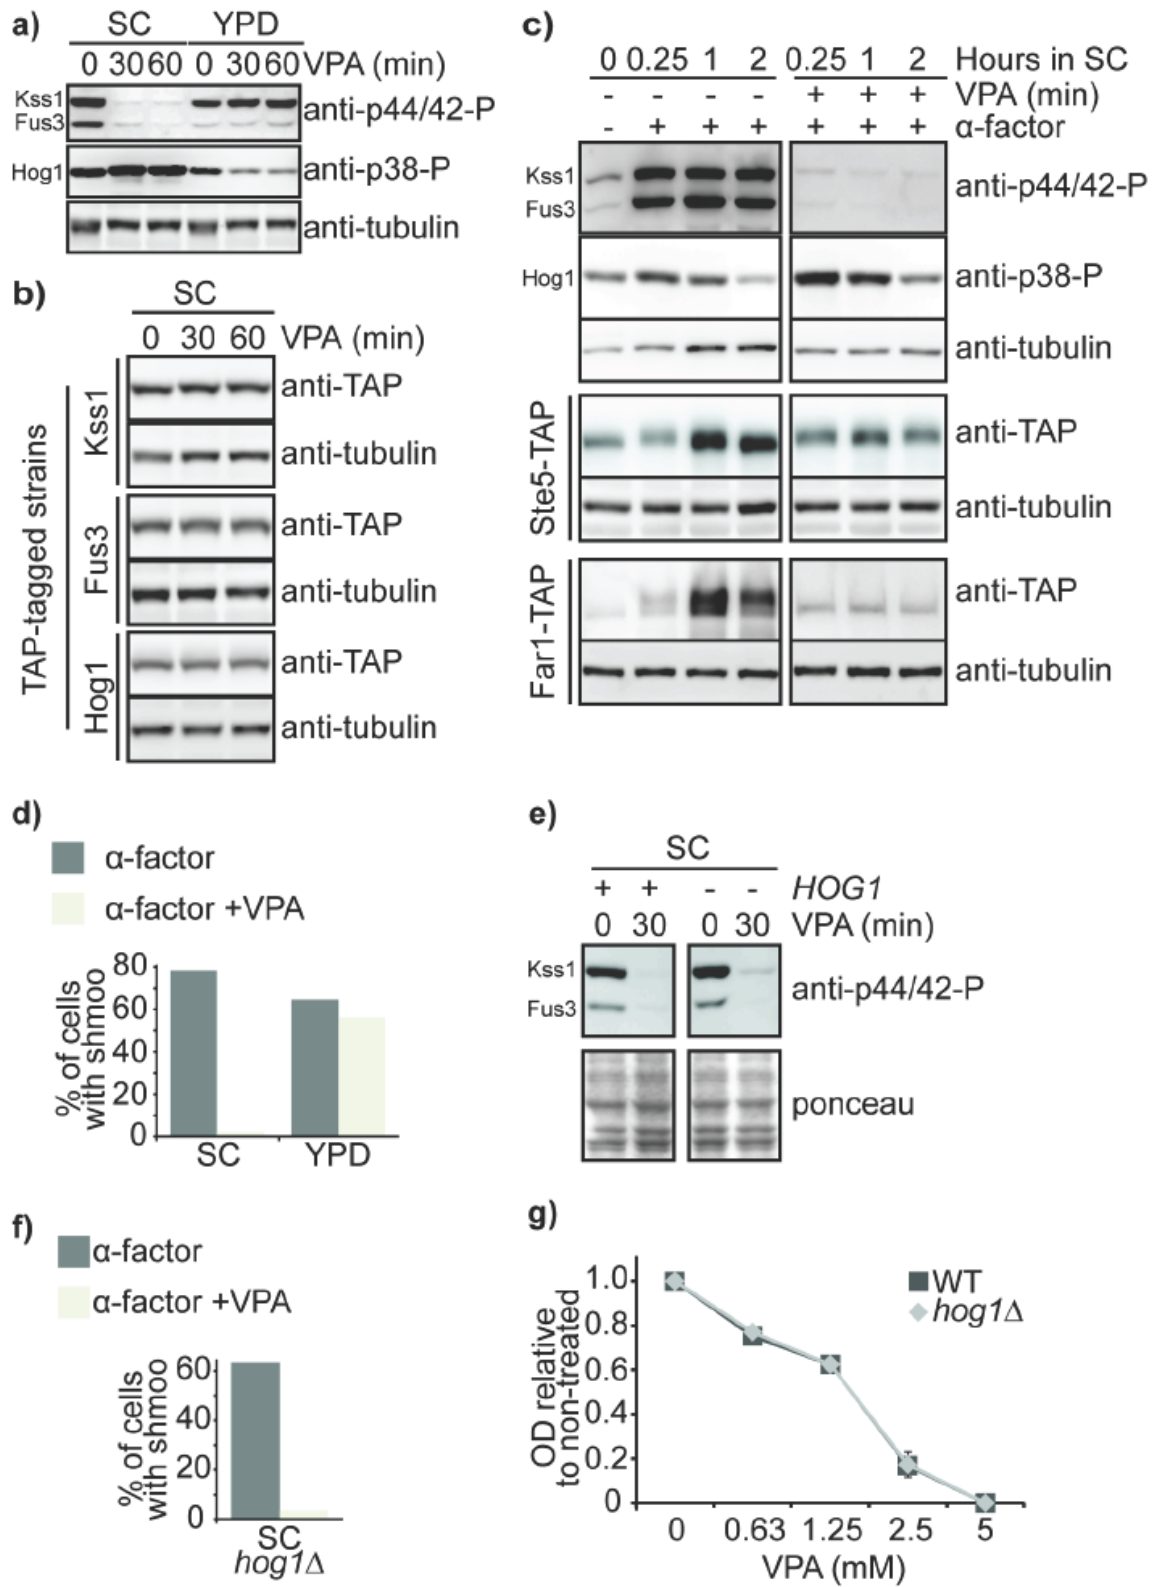 a)
SC YPD
0 30 60 0 30 60 VPA (min)
Kss1
Fus3
anti-p44/42-P
Hog1 anti-p38-P
anti-tubulin
b)
SC
0 30 60 VPA (min)
TAP-tagged strains
Kss1
anti-TAP
anti-tubulin
Fus3
anti-TAP
anti-tubulin
Hog1
anti-TAP
anti-tubulin
c)
0 0.25 1 2 0.25 1 2 Hours in SC
- - - - + + + VPA (min)
- + + + + + + α-factor
Kss1
Fus3
anti-p44/42-P
Hog1 anti-p38-P
anti-tubulin
Ste5-TAP
anti-TAP
anti-tubulin
Far1-TAP
anti-TAP
anti-tubulin
d)
α-factor
α-factor +VPA
% of cells
with shmoo
80
60
40
20
0
SC YPD
e)
SC
+ + - - HOG1
0 30 0 30 VPA (min)
Kss1
Fus3
anti-p44/42-P
ponceau
f)
α-factor
α-factor +VPA
% of cells
with shmoo
60
40
20
0
SC
hog1Δ
g)
WT
hog1Δ
OD relative
to non-treated
1.0
0.8
0.6
0.4
0.2
0
0 0.63 1.25 2.5 5
VPA (mM)